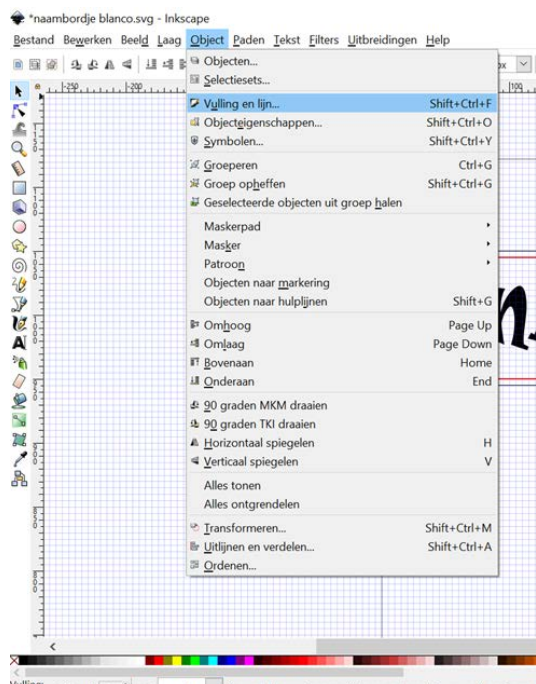 *naambordje blanco.svg - Inkscape
Bestand Bewerken Beeld Laag Object Paden Tekst Filters Uitbreidingen Help
Objecten...
Selectiesets...
Vulling en lijn... Shift+Ctrl+F
Objecteigenschappen... Shift+Ctrl+O
Symbolen... Shift+Ctrl+Y
Groeperen Ctrl+G
Groep opheffen Shift+Ctrl+G
Geselecteerde objecten uit groep halen
Maskerpad
Masker
Patroon
Objecten naar markering
Objecten naar hulplijnen Shift+G
Omhoog Page Up
Omlaag Page Down
Bovenaan Home
Onderaan End
90 graden MKM draaien
90 graden TKI draaien
Horizontaal spiegelen H
Verticaal spiegelen V
Alles tonen
Alles ontgrendelen
Transformeren... Shift+Ctrl+M
Uitlijnen en verdelen... Shift+Ctrl+A
Ordenen...